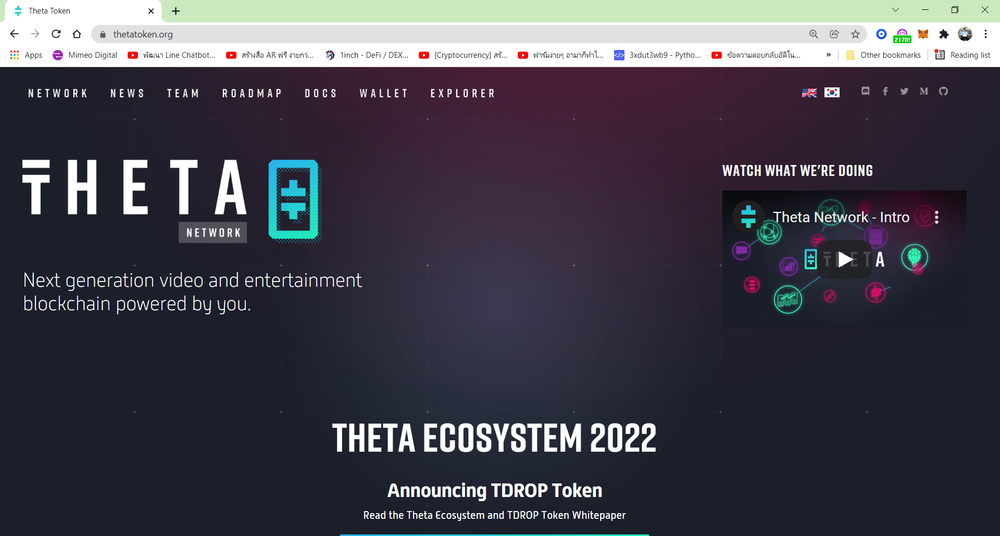 Theta Token
thetatoken.org
21705
Apps
Mimeo Digital
พัฒนา Line Chatbot...
สร้างสื่อ AR ฟรี ง่ายกว่...
1inch - DeFi / DEX...
[Cryptocurrency] สรั...
ฟาร์มง่ายๆ อาม่าก็ทำไ...
3xdut3wb9 - Pytho...
ข้อความตอบกลับอัติโน...
»
Other bookmarks
Reading list
NETWORK NEWS TEAM ROADMAP DOCS WALLET EXPLORER
THETA
NETWORK
Next generation video and entertainment
blockchain powered by you.
WATCH WHAT WE'RE DOING
Theta Network - Intro
THETA
THETA ECOSYSTEM 2022
Announcing TDROP Token
Read the Theta Ecosystem and TDROP Token Whitepaper